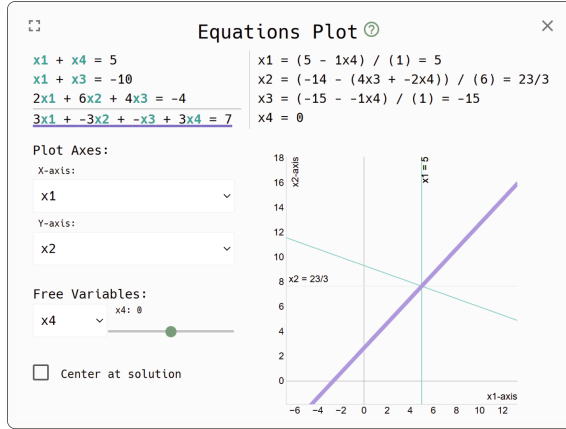 Equations Plot ?
x1 + x4 = 5
x1 + x3 = -10
2x1 + 6x2 + 4x3 = -4
3x1 + -3x2 + -x3 + 3x4 = 7
x1 = (5 - 1x4) / (1) = 5
x2 = (-14 - (4x3 + -2x4)) / (6) = 23/3
x3 = (-15 - -1x4) / (1) = -15
x4 = 0
Plot Axes:
X-axis:
x1
Y-axis:
x2
Free Variables:
x4
x4: 0
Center at solution
x2-axis
x1 = 5
18
16
14
12
10
8
x2 = 23/3
6
4
2
0
x1-axis
−6 −4 −2 0 2 4 6 8 10 12